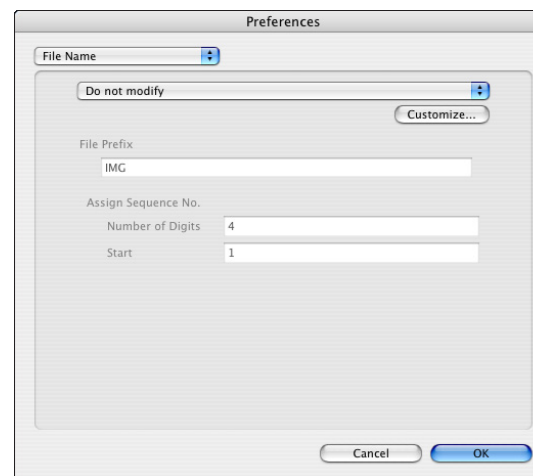 Preferences
File Name
Do not modify
Customize...
File Prefix
IMG
Assign Sequence No.
Number of Digits 4
Start 1
Cancel OK